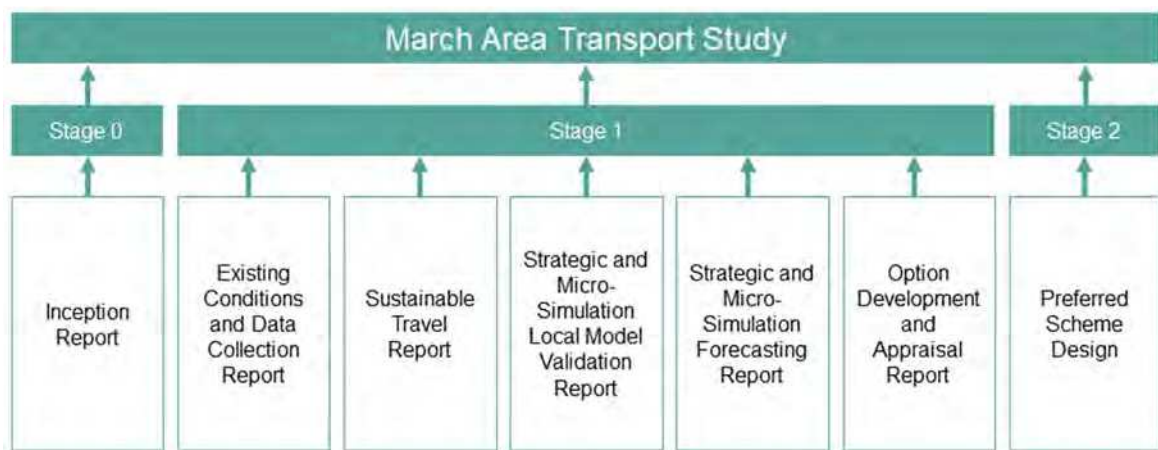 March Area Transport Study
Stage 0
Stage 1
Stage 2
Inception
Report
Existing
Conditions
and Data
Collection
Report
Sustainable
Travel
Report
Strategic and
Micro-
Simulation
Local Model
Validation
Report
Strategic and
Micro-
Simulation
Forecasting
Report
Option
Development
and
Appraisal
Report
Preferred
Scheme
Design